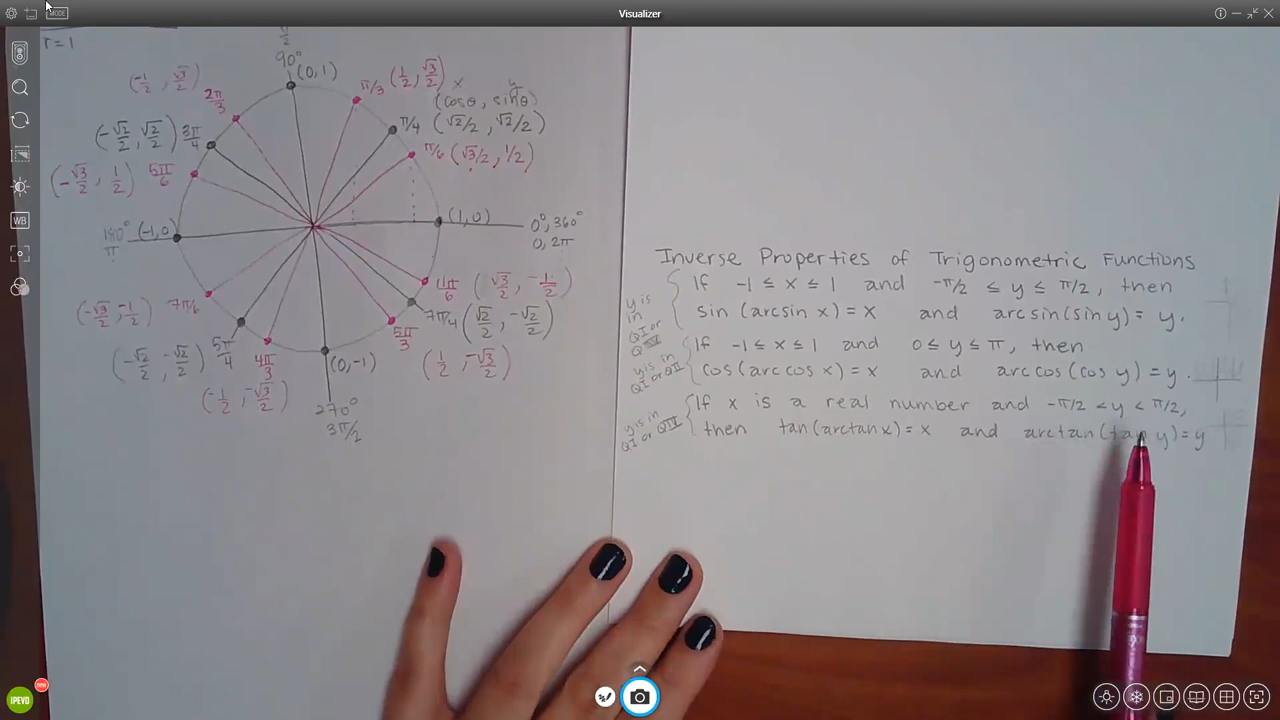 MODE
Visualizer
r=1
π/2
90°
(0,1)
π/3 (1/2, √3/2)
x y
(cosθ, sinθ)
π/4 (√2/2, √2/2)
π/6 (√3/2, 1/2)
(-1/2, √3/2)
2π/3
(-√2/2, √2/2) 3π/4
(-√3/2, 1/2) 5π/6
180° (-1,0)
π
(1,0)
0°, 360°
0, 2π
(-√3/2, -1/2) 7π/6
(-√2/2, -√2/2) 5π/4
4π/3
(-1/2, -√3/2)
(0,-1)
270°
3π/2
11π/6 (√3/2, -1/2)
7π/4 (√2/2, -√2/2)
5π/3
(1/2, -√3/2)
Inverse Properties of Trigonometric Functions
If -1 ≤ x ≤ 1 and -π/2 ≤ y ≤ π/2, then
sin (arcsin x) = x and arcsin(sin y) = y.
y is
in
QI or
QIV
If -1 ≤ x ≤ 1 and 0 ≤ y ≤ π, then
cos(arccos x) = x and arccos(cos y) = y.
y is in
QI or QII
If x is a real number and -π/2 < y < π/2,
then tan(arctan x) = x and arctan(tan y) = y
y is in
QI or QIV
WB
IPEVO
new